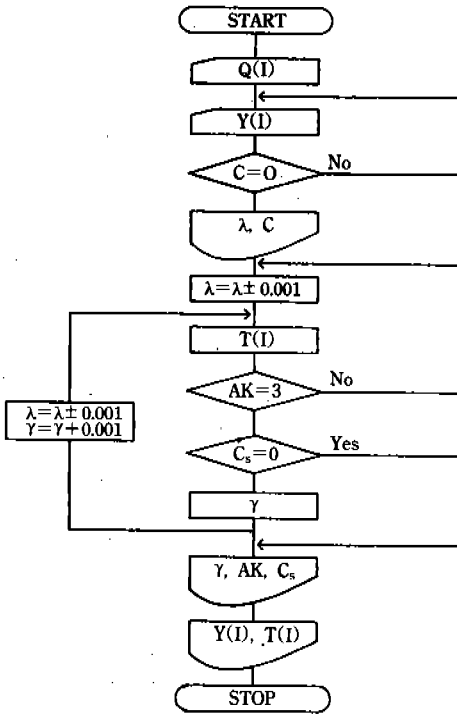 START
Q(I)
Y(I)
C=O
No
λ, C
λ=λ± 0.001
T(I)
AK=3
No
λ=λ± 0.001
γ=γ+0.001
Cs=0
Yes
γ
γ, AK, Cs
Y(I), T(I)
STOP